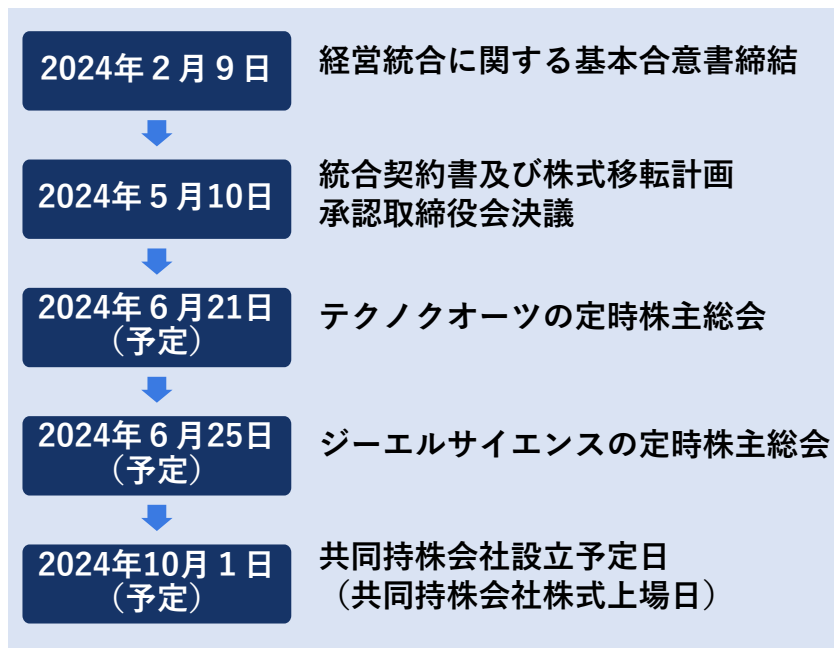 2024年２月９日
経営統合に関する基本合意書締結
2024年５月10日
統合契約書及び株式移転計画
承認取締役会決議
2024年６月21日
（予定）
テクノクオーツの定時株主総会
2024年６月25日
（予定）
ジーエルサイエンスの定時株主総会
2024年10月１日
（予定）
共同持株会社設立予定日
（共同持株会社株式上場日）